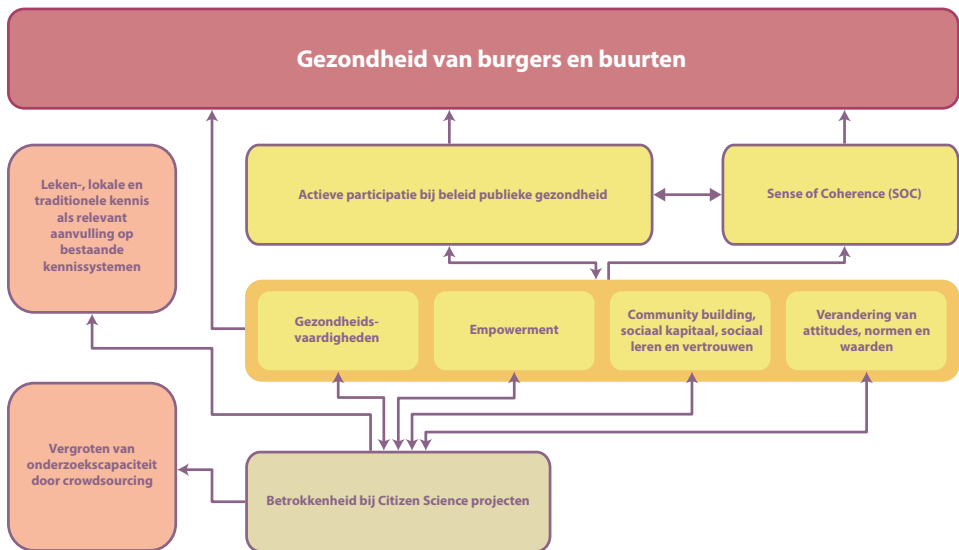 Gezondheid van burgers en buurten
Leken-, lokale en
traditionele kennis
als relevant
aanvulling op
bestaande
kennissystemen
Actieve participatie bij beleid publieke gezondheid
Sense of Coherence (SOC)
Gezondheids-
vaardigheden
Empowerment
Community building,
sociaal kapitaal, sociaal
leren en vertrouwen
Verandering van
attitudes, normen en
waarden
Vergroten van
onderzoekscapaciteit
door crowdsourcing
Betrokkenheid bij Citizen Science projecten